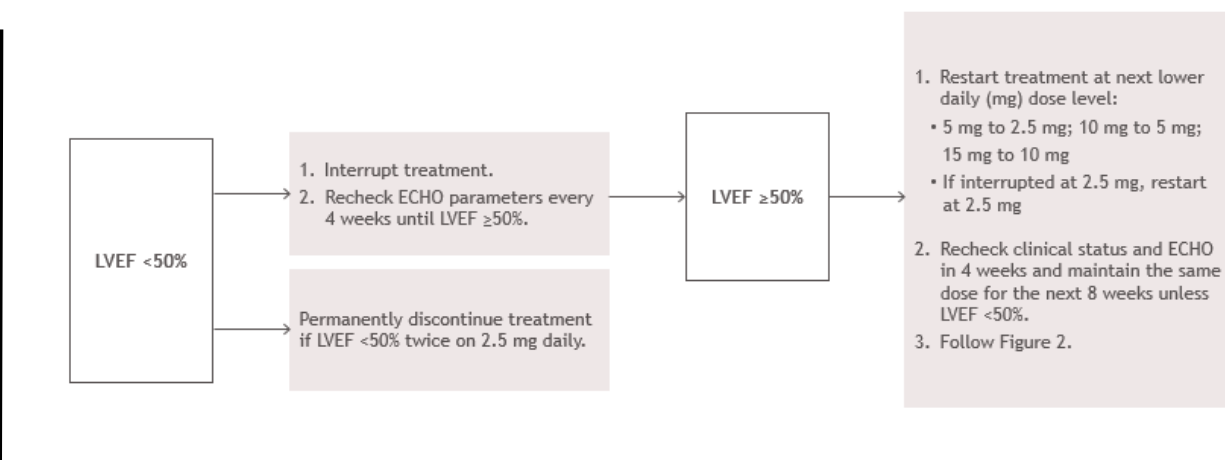 LVEF <50%
1. Interrupt treatment.
2. Recheck ECHO parameters every
4 weeks until LVEF ≥50%.
Permanently discontinue treatment
if LVEF <50% twice on 2.5 mg daily.
LVEF ≥50%
1. Restart treatment at next lower
daily (mg) dose level:
• 5 mg to 2.5 mg; 10 mg to 5 mg;
15 mg to 10 mg
• If interrupted at 2.5 mg, restart
at 2.5 mg
2. Recheck clinical status and ECHO
in 4 weeks and maintain the same
dose for the next 8 weeks unless
LVEF <50%.
3. Follow Figure 2.